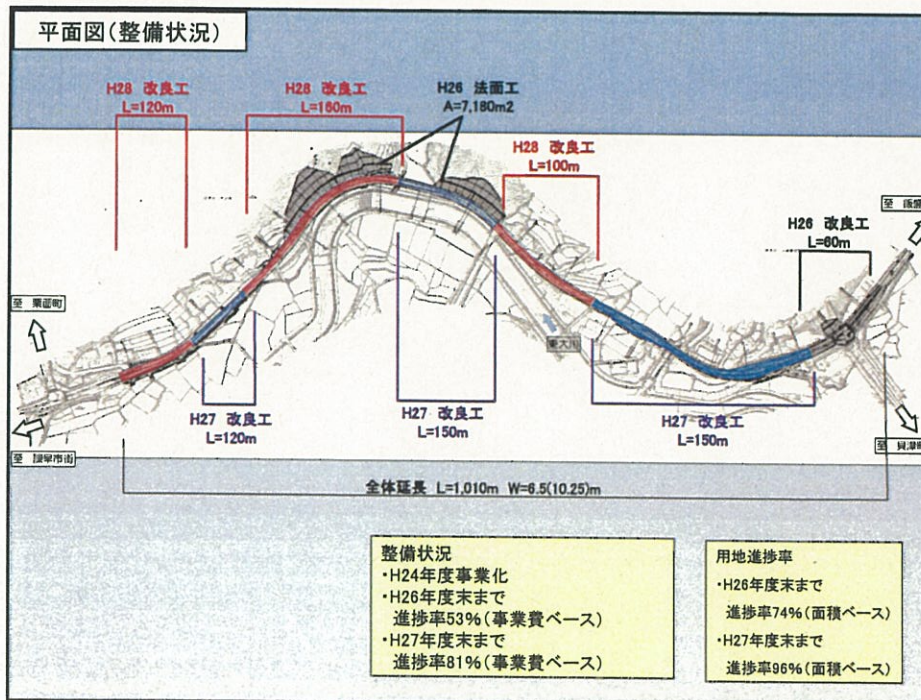 平面図(整備状況)
H28 改良工
L=120m
H28 改良工
L=160m
H26 法面工
A=7,180m2
H28 改良工
L=100m
H26 改良工
L=60m
至 飯盛
至 栗面町
至 諫早市街
東大川
至 貝津町
H27 改良工
L=120m
H27 改良工
L=150m
H27 改良工
L=150m
全体延長 L=1,010m W=6.5(10.25)m
整備状況
・H24年度事業化
・H26年度末まで
進捗率53%(事業費ベース)
・H27年度末まで
進捗率81%(事業費ベース)
用地進捗率
・H26年度末まで
進捗率74%(面積ベース)
・H27年度末まで
進捗率96%(面積ベース)